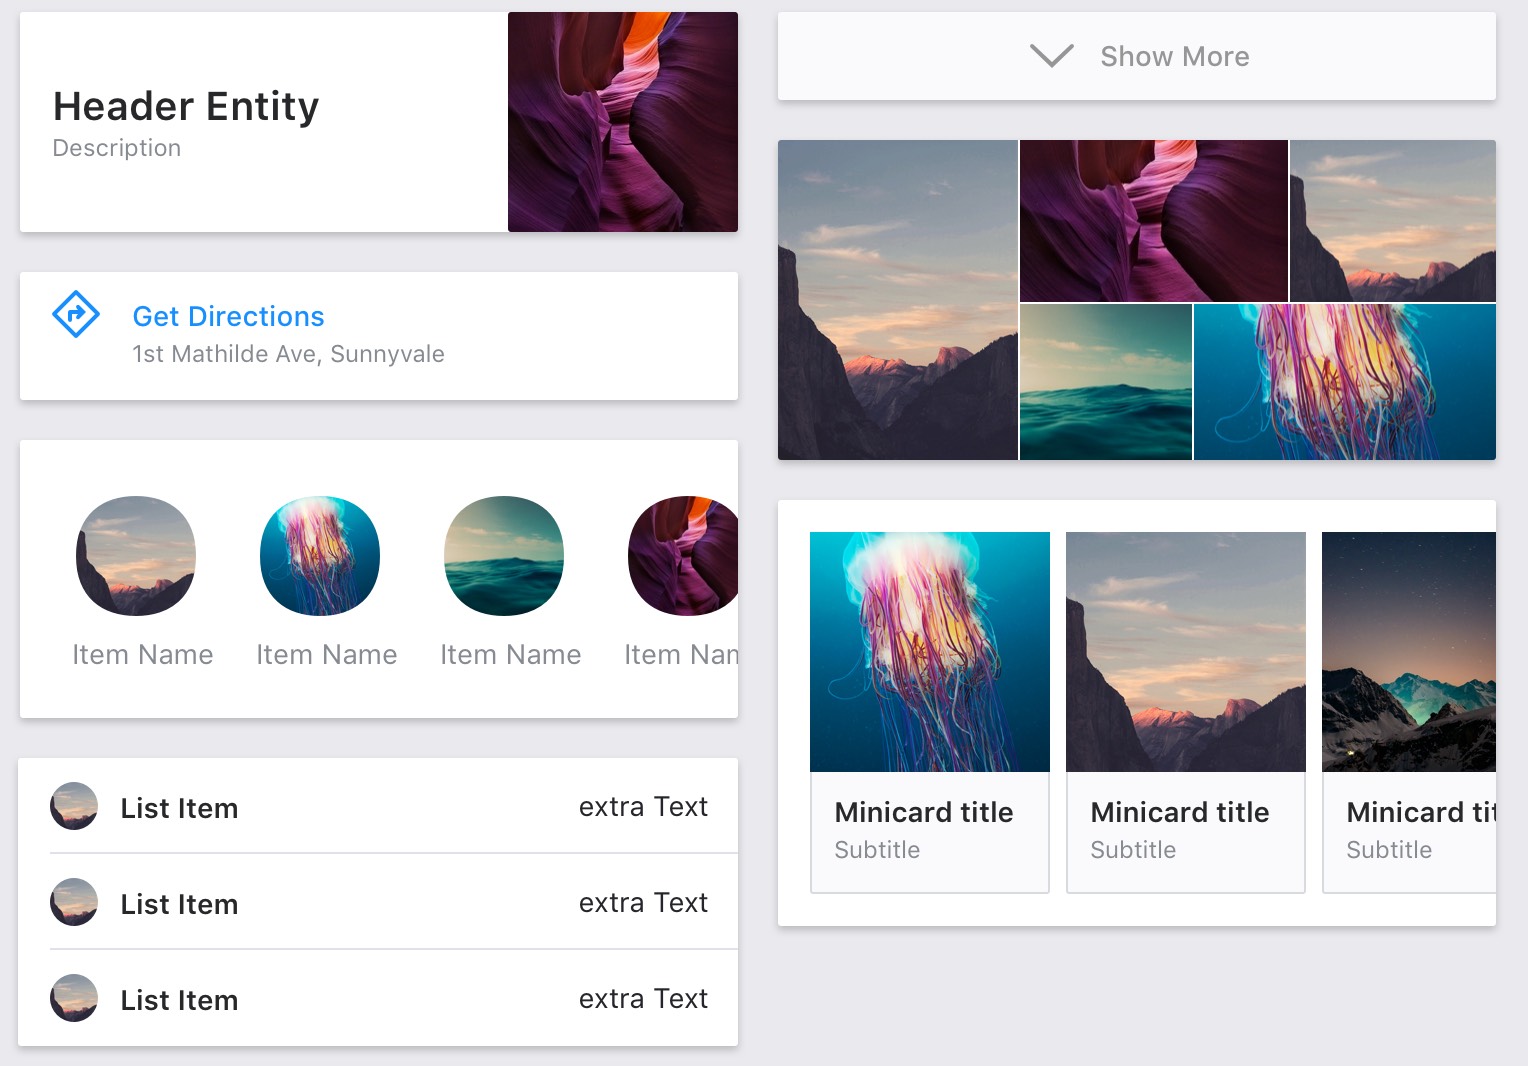 Header Entity
Description
Get Directions
1st Mathilde Ave, Sunnyvale
Item Name
Item Name
Item Name
Item Nam
List Item
extra Text
List Item
extra Text
List Item
extra Text
Show More
Minicard title
Subtitle
Minicard title
Subtitle
Minicard tit
Subtitle